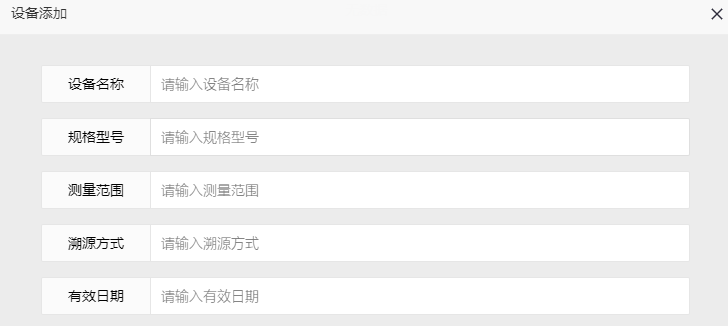 设备添加
设备名称 请输入设备名称
规格型号 请输入规格型号
测量范围 请输入测量范围
溯源方式 请输入溯源方式
有效日期 请输入有效日期